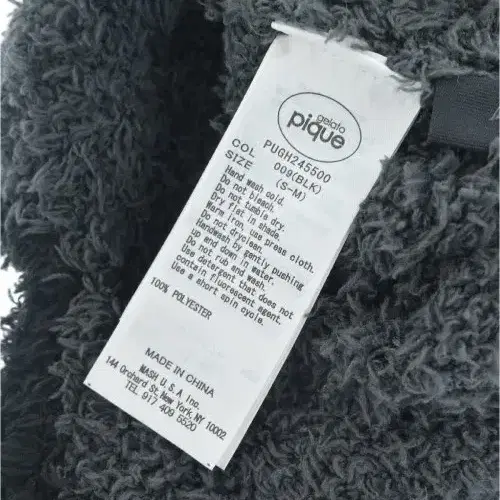 gelato
pique
PUGH245500
COL 009(BLK)
SIZE (S-M)
Hand wash cold.
Do not bleach.
Do not tumble dry.
Dry flat in shade.
Warm iron, use press cloth.
Do not dryclean.
Handwash by gently pushing
up and down in water.
Do not rub and wash.
Use detergent that does not
contain fluorescent agent.
Use a short spin cycle.
100% POLYESTER
MADE IN CHINA
MASH U.S.A Inc.
144 Orchard St, New York, NY 10002
TEL 917 409 5520